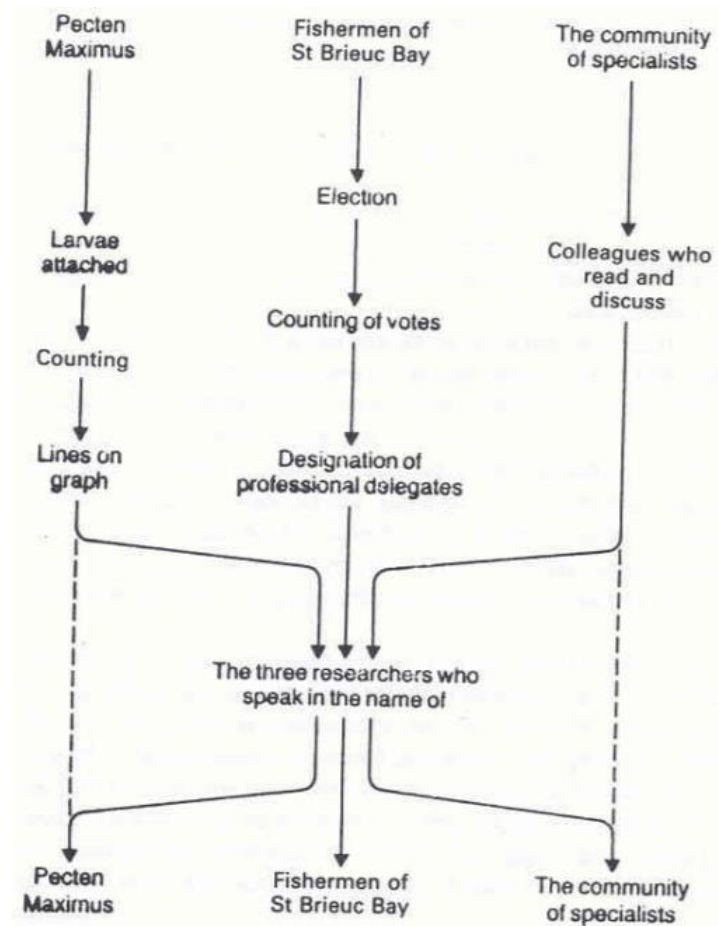 Pecten
Maximus
Fishermen of
St Brieuc Bay
The community
of specialists
Election
Larvae
attached
Colleagues who
read and
discuss
Counting of votes
Counting
Lines on
graph
Designation of
professional delegates
The three researchers who
speak in the name of
Pecten
Maximus
Fishermen of
St Brieuc Bay
The community
of specialists